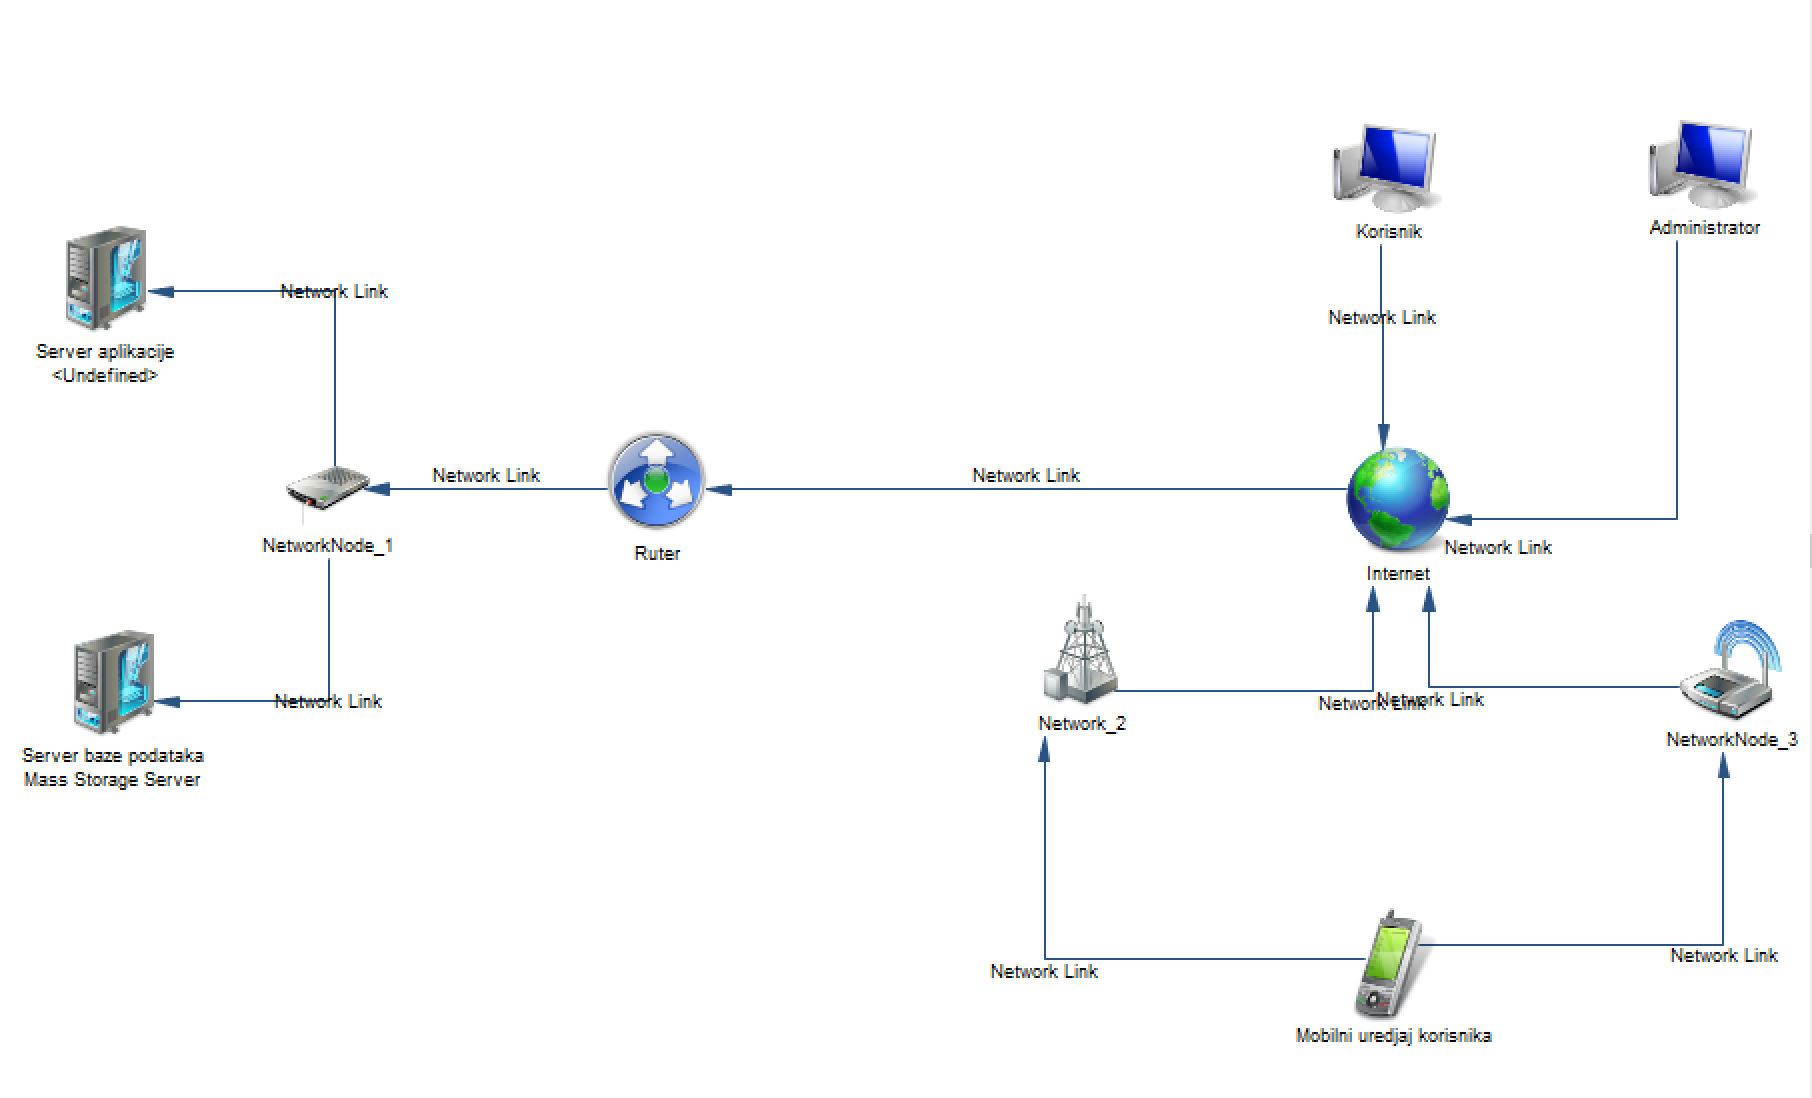 Korisnik
Administrator
Network Link
Network Link
Server aplikacije
<Undefined>
Network Link
Network Link
Network Link
NetworkNode_1
Ruter
Internet
Network Link
Network Link
Network Link
Network_2
NetworkNode_3
Server baze podataka
Mass Storage Server
Network Link
Network Link
Mobilni uredjaj korisnika